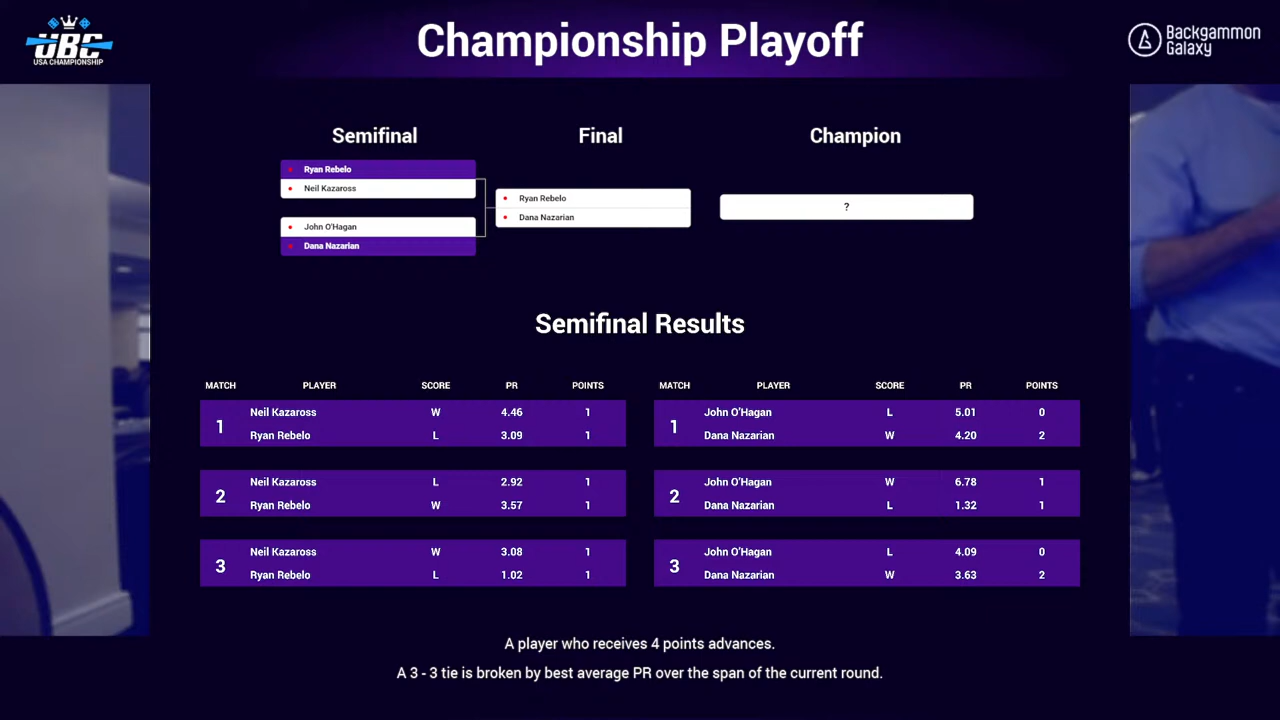 UBC
USA CHAMPIONSHIP
Championship Playoff
Backgammon
Galaxy
Semifinal Final Champion
Ryan Rebelo
Neil Kazaross
John O'Hagan
Dana Nazarian
Ryan Rebelo
Dana Nazarian
?
Semifinal Results
MATCH PLAYER SCORE PR POINTS
1
Neil Kazaross W 4.46 1
Ryan Rebelo L 3.09 1
2
Neil Kazaross L 2.92 1
Ryan Rebelo W 3.57 1
3
Neil Kazaross W 3.08 1
Ryan Rebelo L 1.02 1
MATCH PLAYER SCORE PR POINTS
1
John O'Hagan L 5.01 0
Dana Nazarian W 4.20 2
2
John O'Hagan W 6.78 1
Dana Nazarian L 1.32 1
3
John O'Hagan L 4.09 0
Dana Nazarian W 3.63 2
A player who receives 4 points advances.
A 3 - 3 tie is broken by best average PR over the span of the current round.